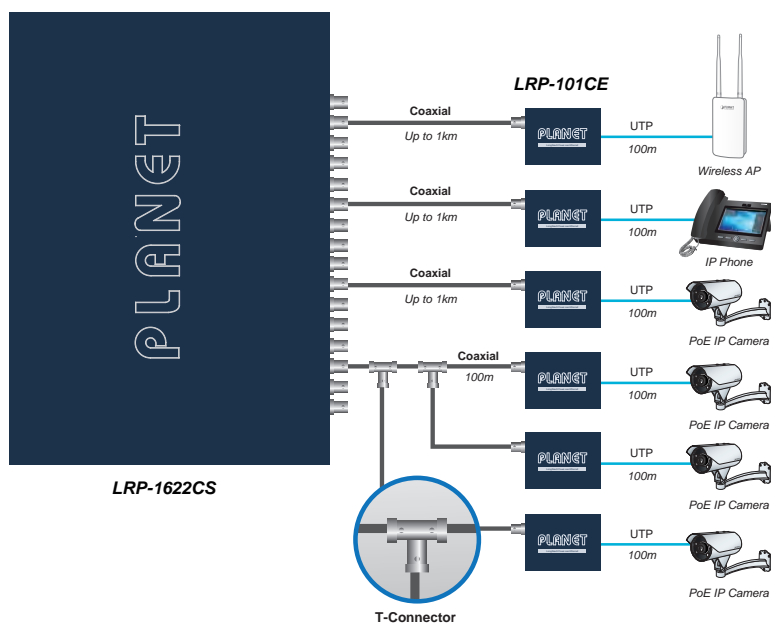 PLANET
LRP-1622CS
LRP-101CE
Coaxial
Up to 1km
PLANET
UTP
100m
Wireless AP
Coaxial
Up to 1km
PLANET
UTP
100m
IP Phone
Coaxial
Up to 1km
PLANET
UTP
100m
PoE IP Camera
Coaxial
100m
PLANET
UTP
100m
PoE IP Camera
PLANET
UTP
100m
PoE IP Camera
PLANET
UTP
100m
PoE IP Camera
T-Connector